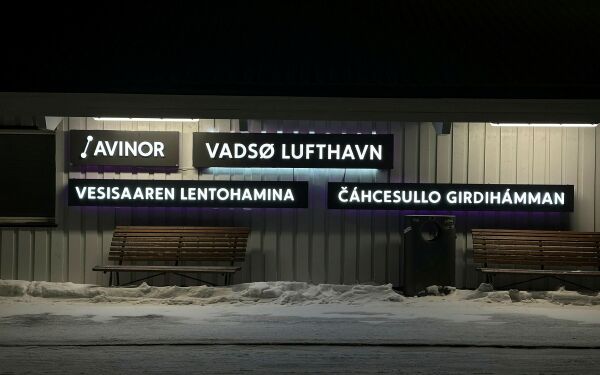 AVINOR
VADSØ LUFTHAVN
VESISAAREN LENTOHAMINA
ČÁHCESULLO GIRDIHÁMMAN